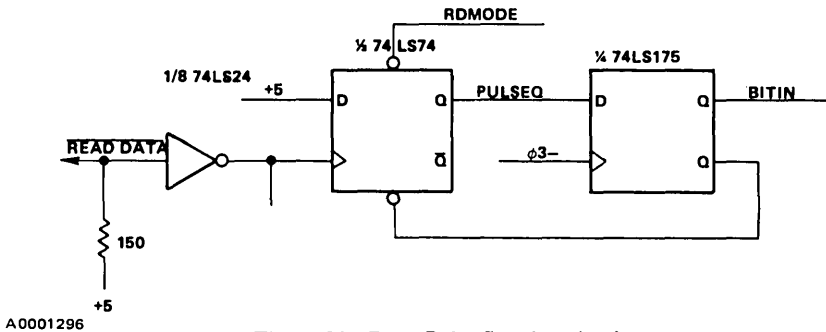 RDMODE
½ 74LS74
¼ 74LS175
1/8 74LS24
+5
D
Q
PULSEQ
D
Q
BITIN
READ DATA
Q̅
φ3–
Q
150
+5
A0001296